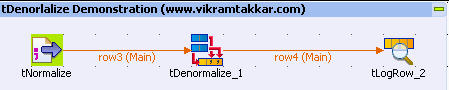 tDenorlalize Demonstration (www.vikramtakkar.com)
row3 (Main)
row4 (Main)
tNormalize
tDenormalize_1
tLogRow_2